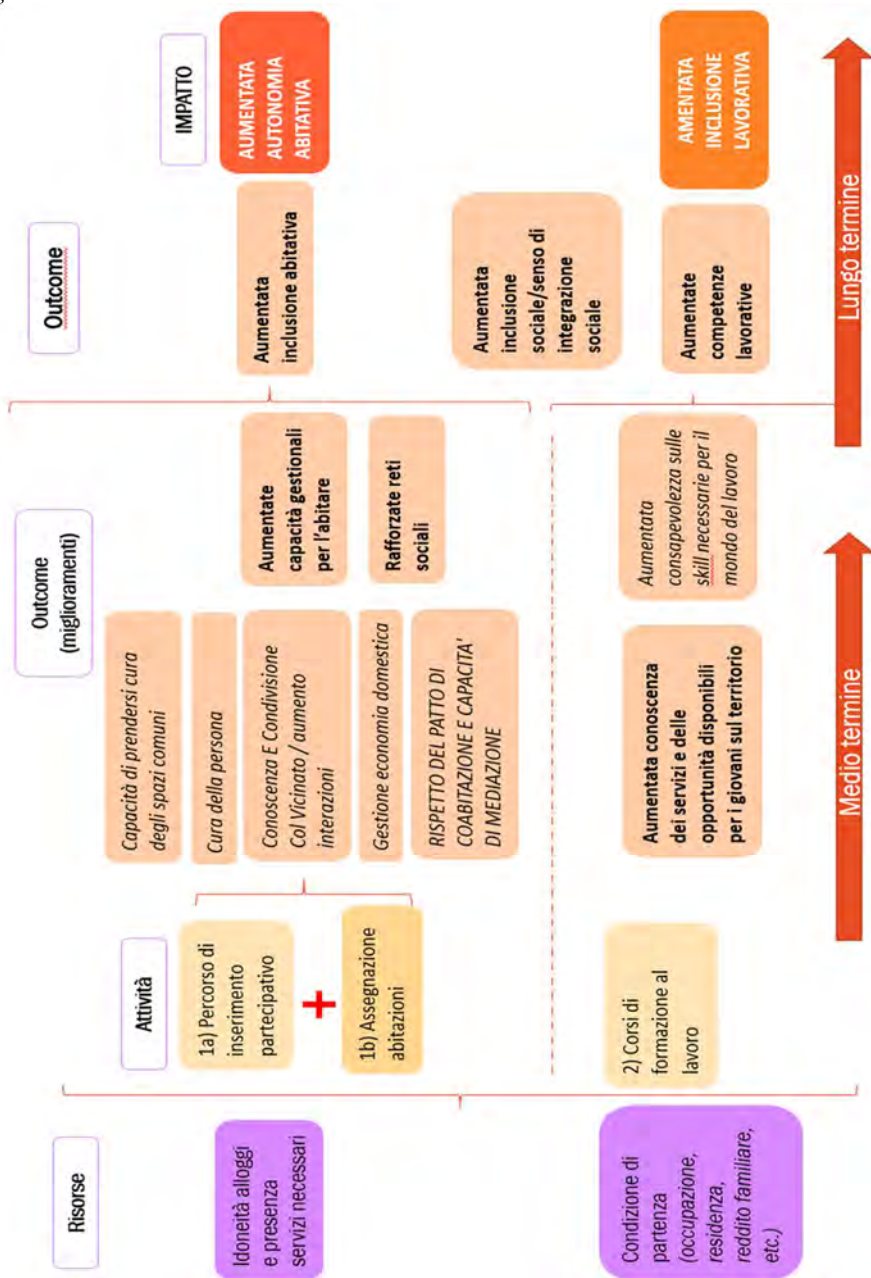 Risorse
Idoneità alloggi
e presenza
servizi necessari
Condizione di
partenza
(occupazione,
residenza,
reddito familiare,
etc.)
Attività
1a) Percorso di
inserimento
partecipativo
+
1b) Assegnazione
abitazioni
2) Corsi di
formazione al
lavoro
Outcome
(miglioramenti)
Capacità di prendersi cura
degli spazi comuni
Cura della persona
Conoscenza E Condivisione
Col Vicinato / aumento
interazioni
Gestione economia domestica
RISPETTO DEL PATTO DI
COABITAZIONE E CAPACITA'
DI MEDIAZIONE
Aumentate
capacità gestionali
per l'abitare
Rafforzate reti
sociali
Aumentata conoscenza
dei servizi e delle
opportunità disponibili
per i giovani sul territorio
Aumentata
consapevolezza sulle
skill necessarie per il
mondo del lavoro
Medio termine
Outcome
Aumentata
inclusione abitativa
Aumentata
inclusione
sociale/senso di
integrazione
sociale
Aumentate
competenze
lavorative
IMPATTO
AUMENTATA
AUTONOMIA
ABITATIVA
AMENTATA
INCLUSIONE
LAVORATIVA
Lungo termine